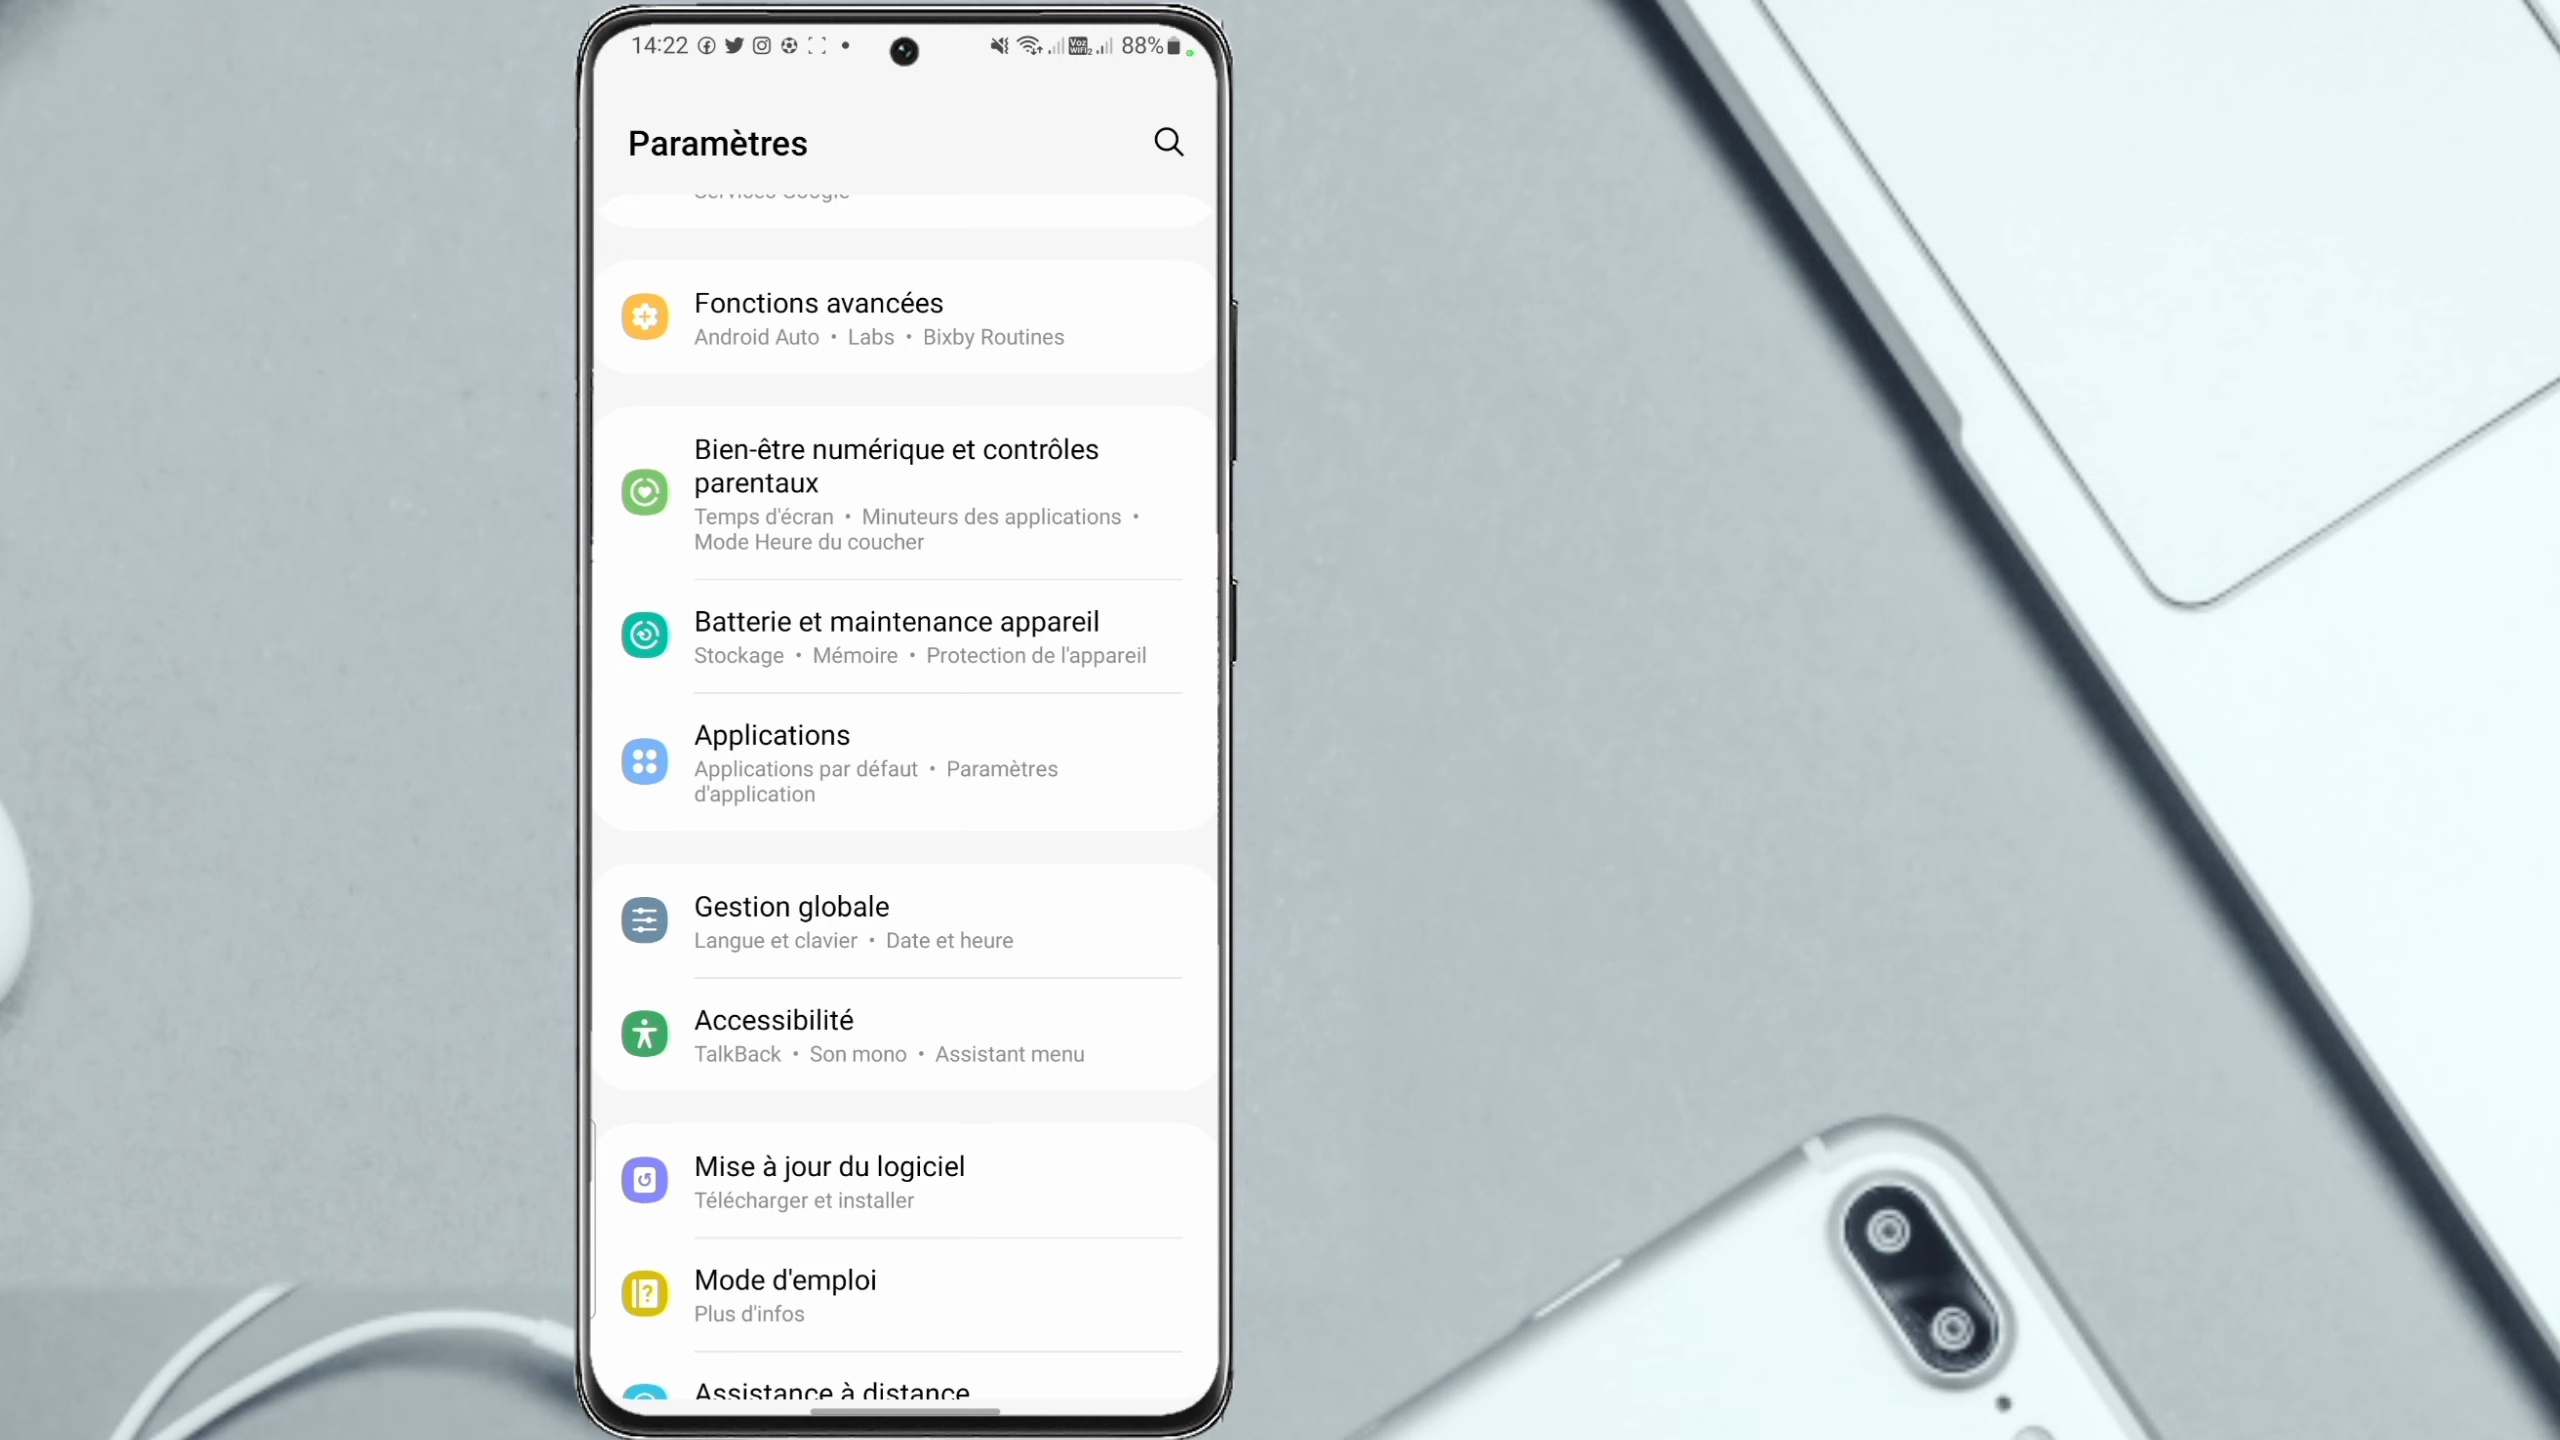 14:22
88%
Paramètres
Services Google
Fonctions avancées
Android Auto • Labs • Bixby Routines
Bien-être numérique et contrôles
parentaux
Temps d'écran • Minuteurs des applications •
Mode Heure du coucher
Batterie et maintenance appareil
Stockage • Mémoire • Protection de l'appareil
Applications
Applications par défaut • Paramètres
d'application
Gestion globale
Langue et clavier • Date et heure
Accessibilité
TalkBack • Son mono • Assistant menu
Mise à jour du logiciel
Télécharger et installer
Mode d'emploi
Plus d'infos
Assistance à distance